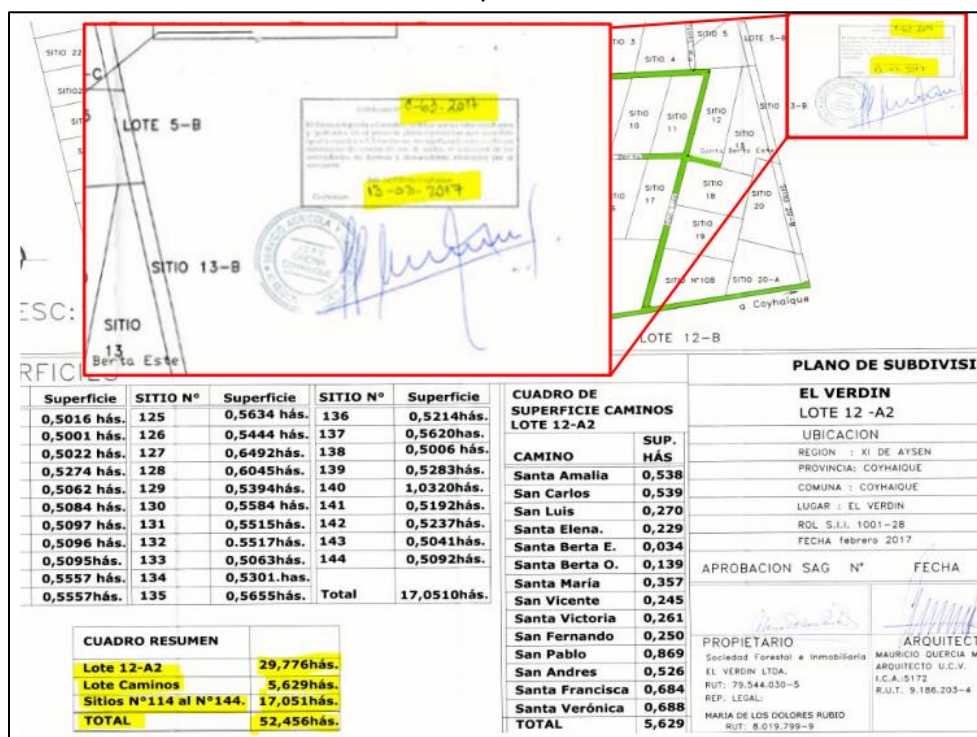 SITIO 22
LOTE 5-B
SITIO 13-B
SITIO
13
Berta Este
C-63-2017
13-03-2017
SERVICIO AGRICOLA
SITIO 3
SITIO 4
SITIO 5
LOTE 5-B
SITIO
10
SITIO
11
SITIO
12
SITIO
15
Santa Berta Este
SITIO
17
SITIO
18
SITIO
19
SITIO
20
SITIO 20-B
SITIO Nº10B
SITIO 20-A
a Coyhaique
LOTE 12-B
C-63-2017
13-03-2017
ESC:
RFICIES
Superficie SITIO Nº Superficie SITIO Nº Superficie
0,5016 hás. 125 0,5634 hás. 136 0,5214hás.
0,5001 hás. 126 0,5444 hás. 137 0,5620has.
0,5022 hás. 127 0,6492hás. 138 0,5006 hás.
0,5274 hás. 128 0,6045hás. 139 0,5283hás.
0,5062 hás. 129 0,5394hás. 140 1,0320hás.
0,5084 hás. 130 0,5584 hás. 141 0,5192hás.
0,5097 hás. 131 0,5515hás. 142 0,5237hás.
0,5096 hás. 132 0.5517hás. 143 0,5041hás.
0,5095hás. 133 0,5063hás. 144 0,5092hás.
0,5557 hás. 134 0,5301.has.
0,5557hás. 135 0,5655hás. Total 17,0510hás.
CUADRO RESUMEN
Lote 12-A2 29,776hás.
Lote Caminos 5,629hás.
Sitios Nº114 al Nº144. 17,051hás.
TOTAL 52,456hás.
CUADRO DE
SUPERFICIE CAMINOS
LOTE 12-A2
CAMINO SUP. HÁS
Santa Amalia 0,538
San Carlos 0,539
San Luis 0,270
Santa Elena. 0,229
Santa Berta E. 0,034
Santa Berta O. 0,139
Santa María 0,357
San Vicente 0,245
Santa Victoria 0,261
San Fernando 0,250
San Pablo 0,869
San Andres 0,526
Santa Francisca 0,684
Santa Verónica 0,688
TOTAL 5,629
PLANO DE SUBDIVISI
EL VERDIN
LOTE 12 -A2
UBICACION
REGION : XI DE AYSEN
PROVINCIA: COYHAIQUE
COMUNA : COYHAIQUE
LUGAR : EL VERDIN
ROL S.I.I. 1001-28
FECHA febrero 2017
APROBACION SAG Nº FECHA
PROPIETARIO
Sociedad Forestal e Inmobiliaria
EL VERDIN LTDA.
RUT: 79.544.030-5
REP. LEGAL:
MARIA DE LOS DOLORES RUBIO
RUT: 8.019.799-9
ARQUITECT
MAURICIO QUERCIA M
ARQUITECTO U.C.V.
I.C.A.:5172
R.U.T. 9.186.203-4